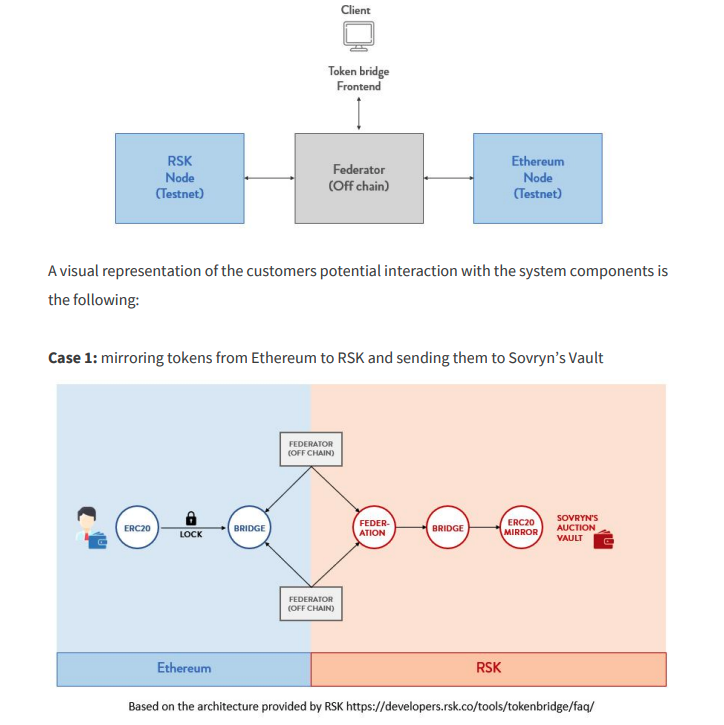 Client
Token bridge
Frontend
RSK
Node
(Testnet)
Federator
(Off chain)
Ethereum
Node
(Testnet)
A visual representation of the customers potential interaction with the system components is
the following:
Case 1: mirroring tokens from Ethereum to RSK and sending them to Sovryn’s Vault
FEDERATOR
(OFF CHAIN)
ERC20
LOCK
BRIDGE
FEDER-
ATION
BRIDGE
ERC20
MIRROR
SOVRYN'S
AUCTION
VAULT
FEDERATOR
(OFF CHAIN)
Ethereum
RSK
Based on the architecture provided by RSK https://developers.rsk.co/tools/tokenbridge/faq/